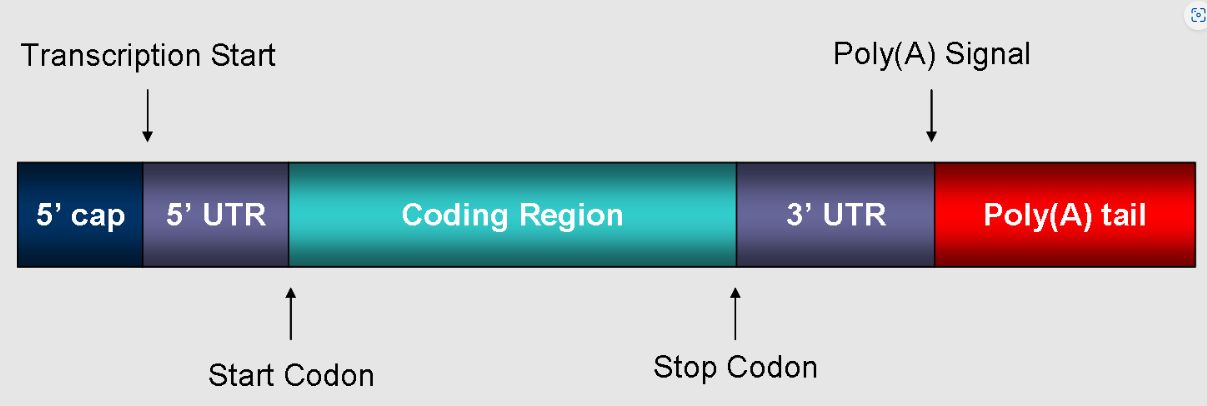 Transcription Start
Poly(A) Signal
5’ cap
5’ UTR
Coding Region
3’ UTR
Poly(A) tail
Start Codon
Stop Codon